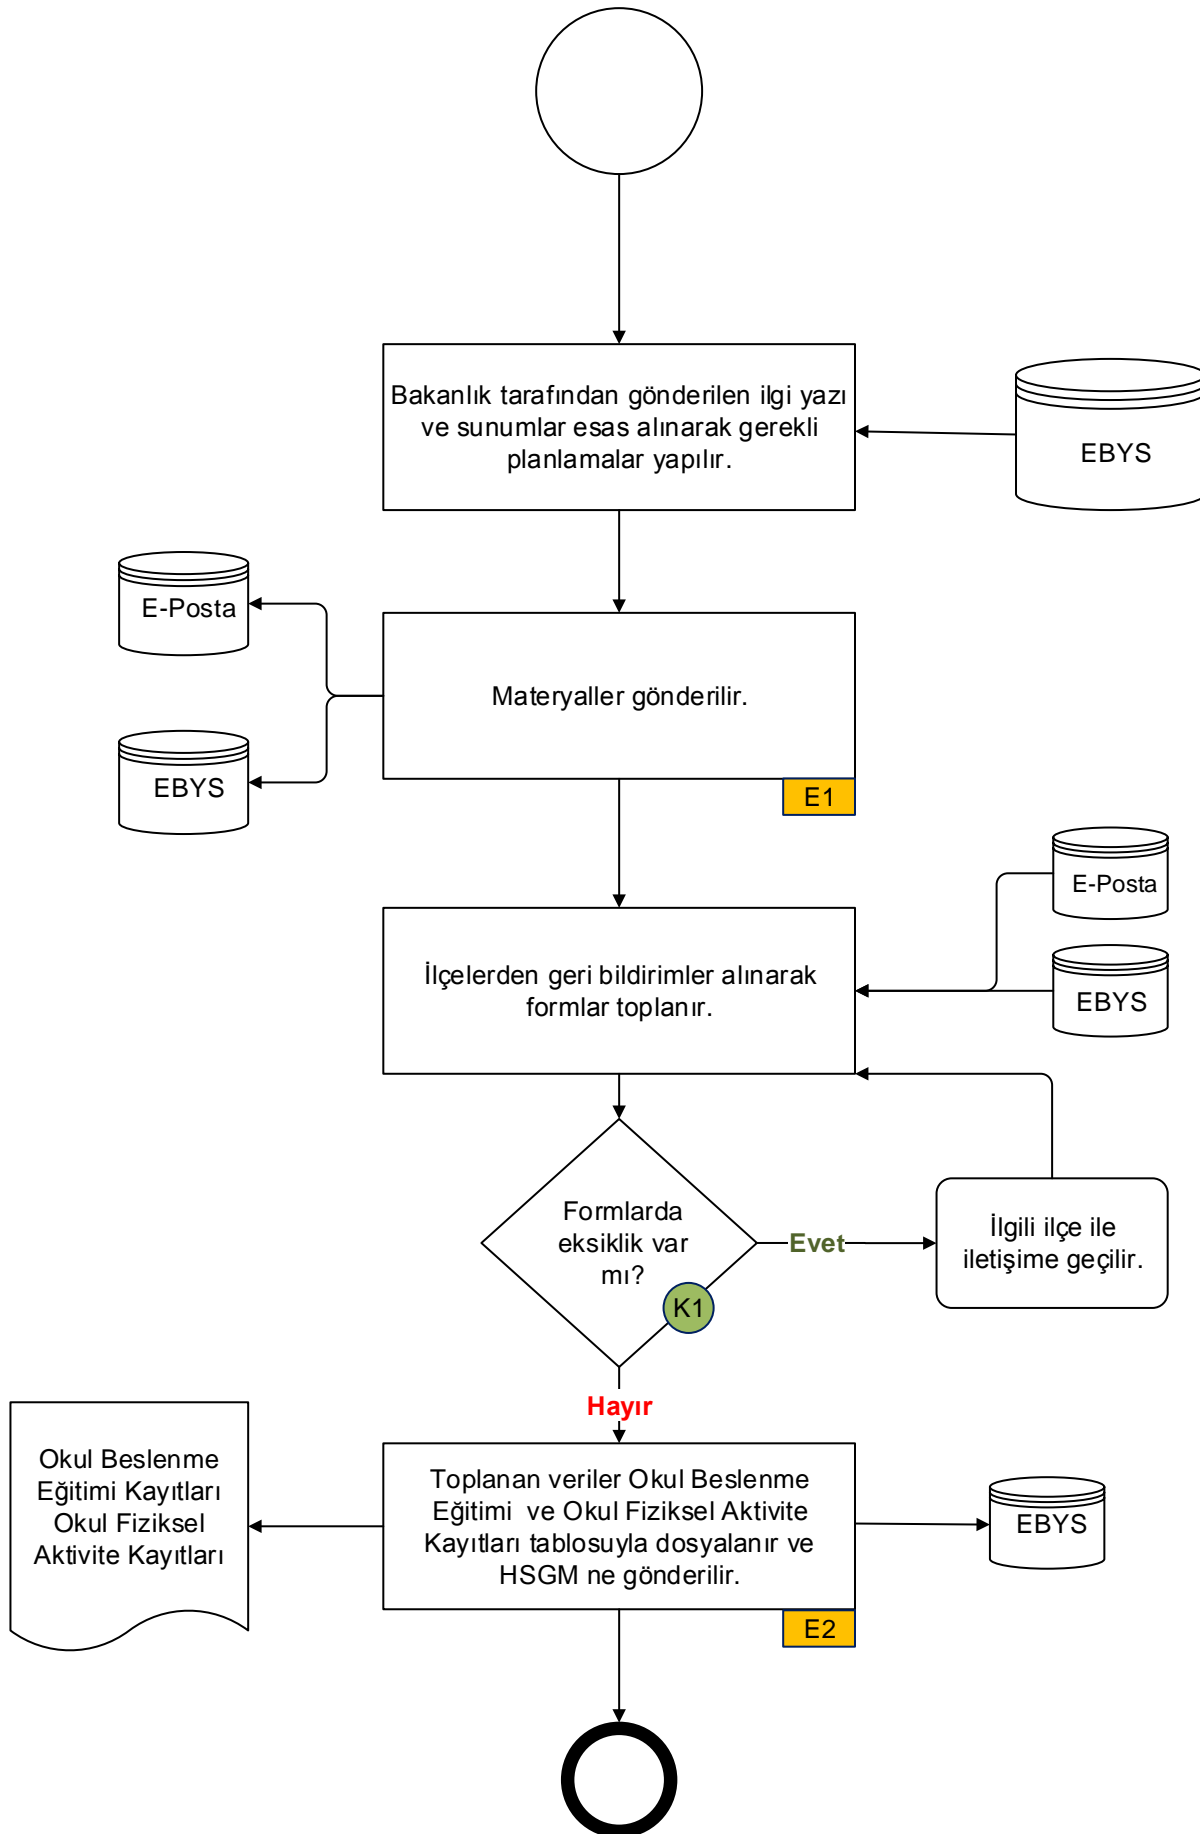 Bakanlık tarafından gönderilen ilgi yazı
ve sunumlar esas alınarak gerekli
planlamalar yapılır.
EBYS
E-Posta
Materyaller gönderilir.
EBYS
E1
E-Posta
İlçelerden geri bildirimler alınarak
formlar toplanır.
EBYS
Formlarda
eksiklik var
mı?
K1
Evet
İlgili ilçe ile
iletişime geçilir.
Hayır
Okul Beslenme
Eğitimi Kayıtları
Okul Fiziksel
Aktivite Kayıtları
Toplanan veriler Okul Beslenme
Eğitimi  ve Okul Fiziksel Aktivite
Kayıtları tablosuyla dosyalanır ve
HSGM ne gönderilir.
EBYS
E2